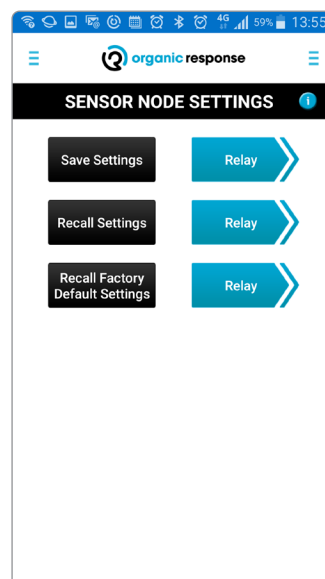 4G 59% 13:55
organic response
SENSOR NODE SETTINGS i
Save Settings Relay
Recall Settings Relay
Recall Factory
Default Settings Relay